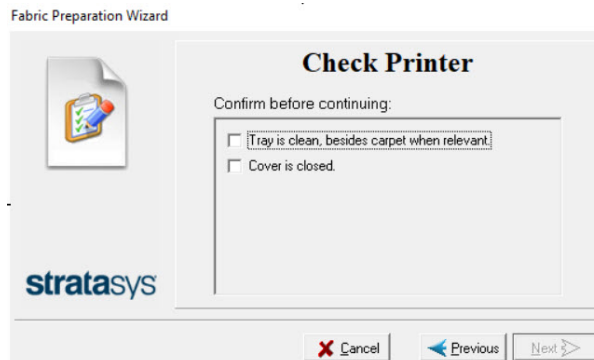 Fabric Preparation Wizard
Check Printer
Confirm before continuing:
Tray is clean, besides carpet when relevant.
Cover is closed.
stratasys
Cancel
Previous
Next